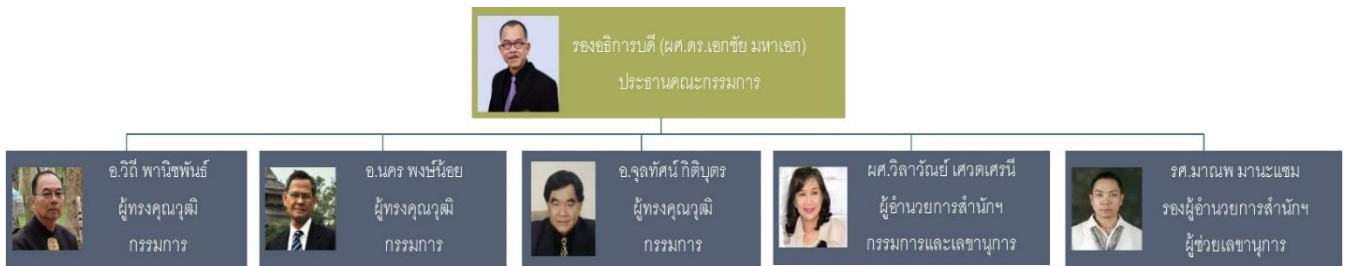 รองอธิการบดี (ผศ.ดร.เอกชัย มหาเอก)
ประธานคณะกรรมการ
อ.วิถี พานิชพันธ์
ผู้ทรงคุณวุฒิ
กรรมการ
อ.นคร พงษ์น้อย
ผู้ทรงคุณวุฒิ
กรรมการ
อ.จุลทัศน์ กิติบุตร
ผู้ทรงคุณวุฒิ
กรรมการ
ผศ.วิลาวัณย์ เศวตเศรนี
ผู้อำนวยการสำนักฯ
กรรมการและเลขานุการ
รศ.มาณพ มานะแซม
รองผู้อำนวยการสำนักฯ
ผู้ช่วยเลขานุการ